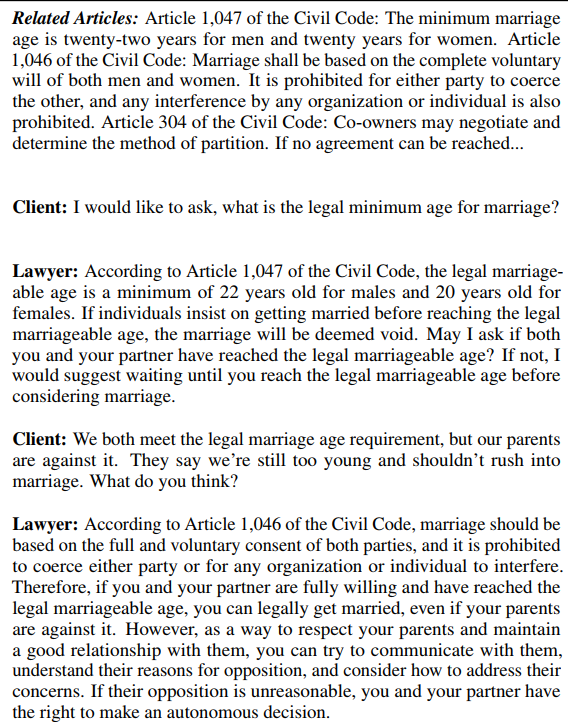 Related Articles: Article 1,047 of the Civil Code: The minimum marriage
age is twenty-two years for men and twenty years for women. Article
1,046 of the Civil Code: Marriage shall be based on the complete voluntary
will of both men and women. It is prohibited for either party to coerce
the other, and any interference by any organization or individual is also
prohibited. Article 304 of the Civil Code: Co-owners may negotiate and
determine the method of partition. If no agreement can be reached...
Client: I would like to ask, what is the legal minimum age for marriage?
Lawyer: According to Article 1,047 of the Civil Code, the legal marriage-
able age is a minimum of 22 years old for males and 20 years old for
females. If individuals insist on getting married before reaching the legal
marriageable age, the marriage will be deemed void. May I ask if both
you and your partner have reached the legal marriageable age? If not, I
would suggest waiting until you reach the legal marriageable age before
considering marriage.
Client: We both meet the legal marriage age requirement, but our parents
are against it. They say we're still too young and shouldn't rush into
marriage. What do you think?
Lawyer: According to Article 1,046 of the Civil Code, marriage should be
based on the full and voluntary consent of both parties, and it is prohibited
to coerce either party or for any organization or individual to interfere.
Therefore, if you and your partner are fully willing and have reached the
legal marriageable age, you can legally get married, even if your parents
are against it. However, as a way to respect your parents and maintain
a good relationship with them, you can try to communicate with them,
understand their reasons for opposition, and consider how to address their
concerns. If their opposition is unreasonable, you and your partner have
the right to make an autonomous decision.